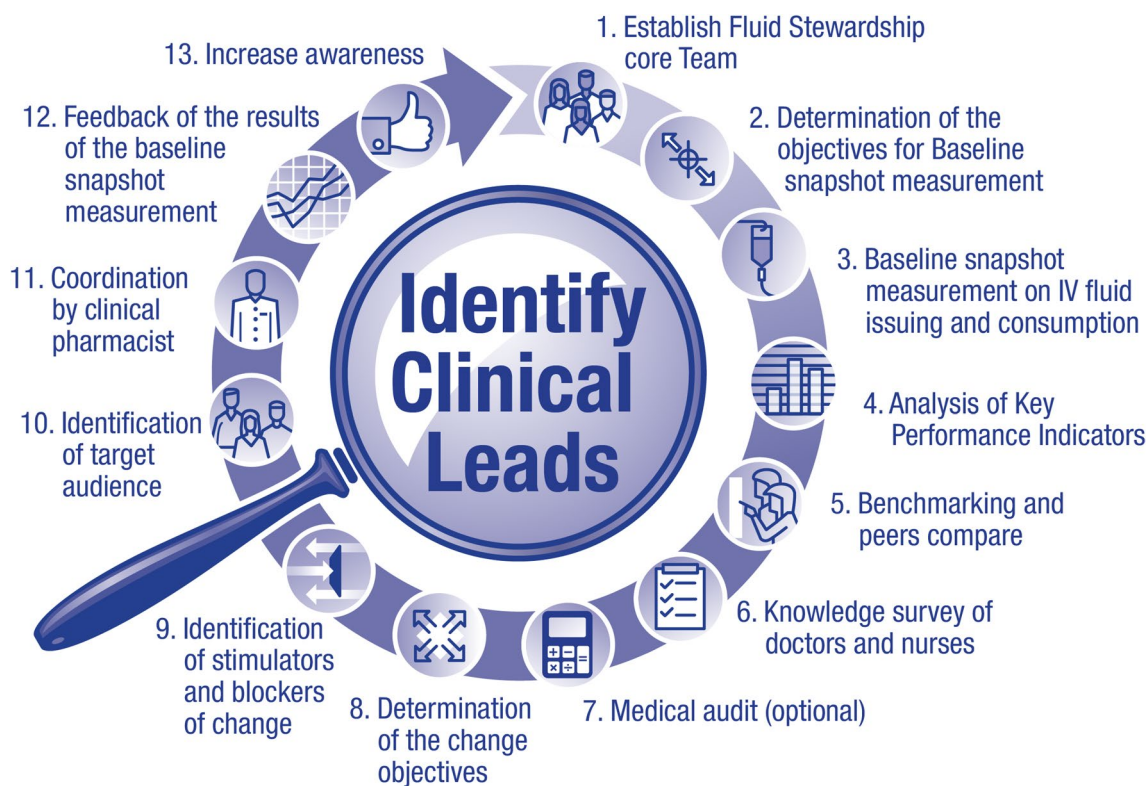 1. Establish Fluid Stewardship
core Team
2. Determination of the
objectives for Baseline
snapshot measurement
3. Baseline snapshot
measurement on IV fluid
issuing and consumption
4. Analysis of Key
Performance Indicators
5. Benchmarking and
peers compare
6. Knowledge survey of
doctors and nurses
7. Medical audit (optional)
8. Determination
of the change
objectives
9. Identification
of stimulators
and blockers
of change
10. Identification
of target
audience
11. Coordination
by clinical
pharmacist
12. Feedback of the results
of the baseline
snapshot
measurement
13. Increase awareness
Identify
Clinical
Leads